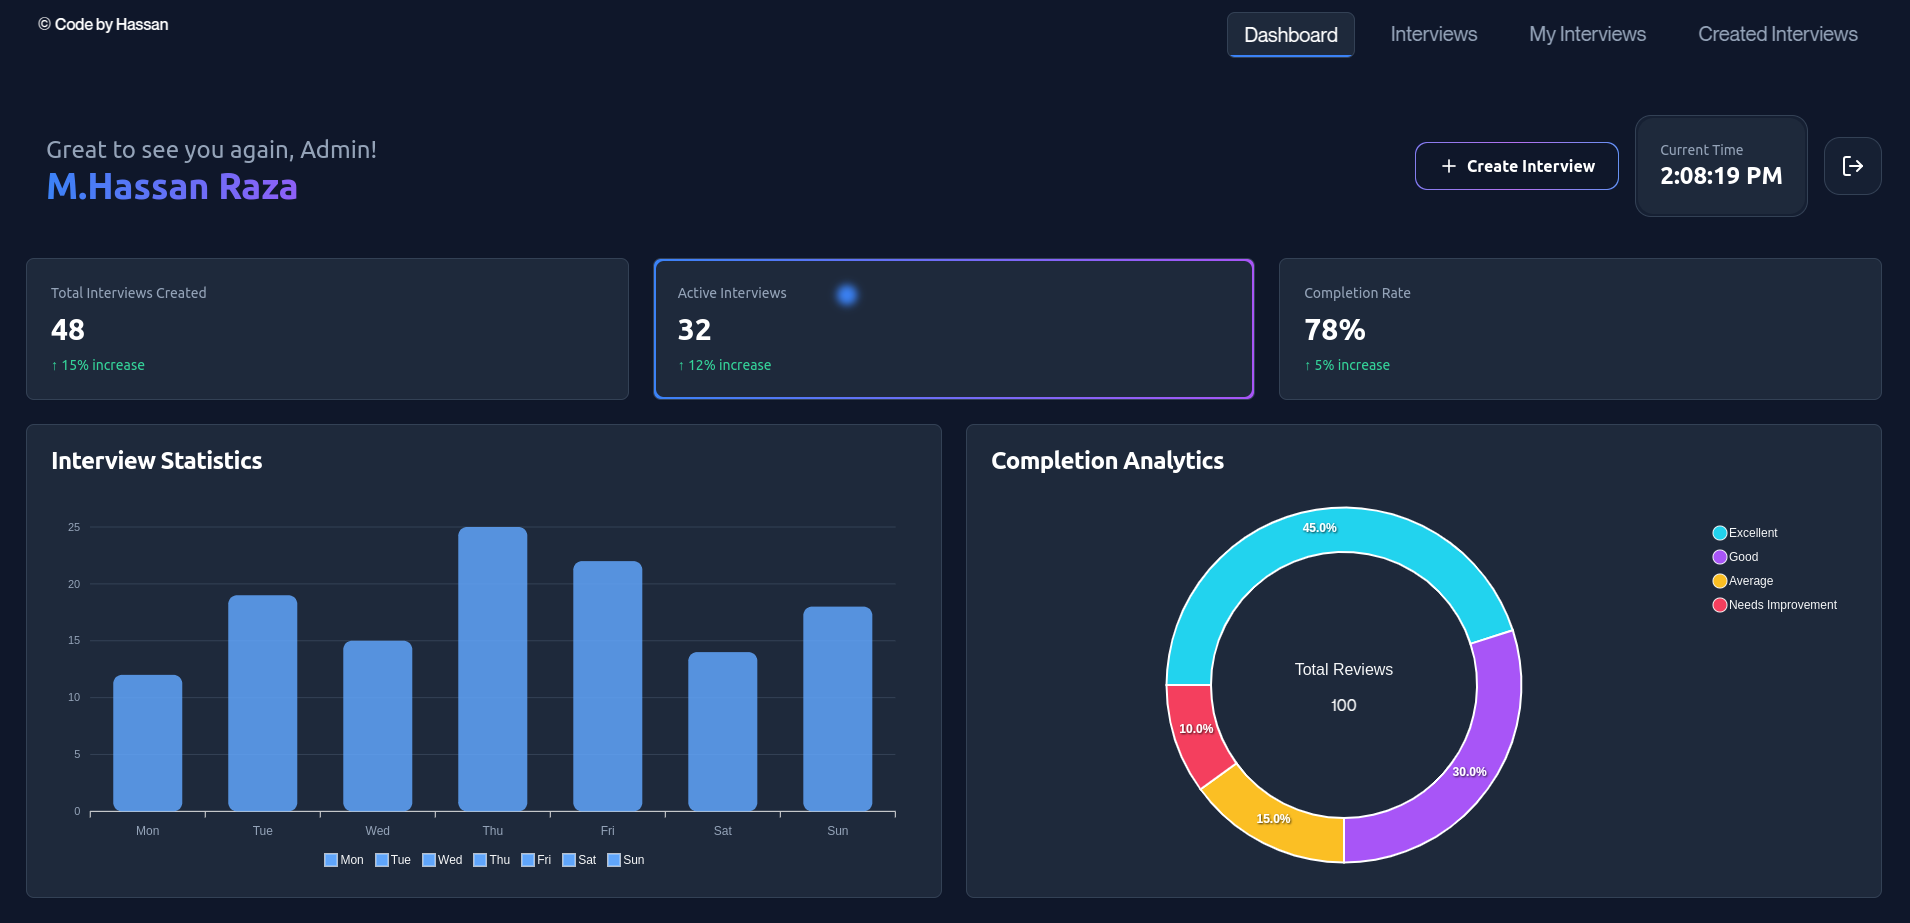 © Code by Hassan
Dashboard
Interviews
My Interviews
Created Interviews
Great to see you again, Admin!
M.Hassan Raza
+ Create Interview
Current Time
2:08:19 PM
Total Interviews Created
48
↑ 15% increase
Active Interviews
32
↑ 12% increase
Completion Rate
78%
↑ 5% increase
Interview Statistics
25
20
15
10
5
0
Mon Tue Wed Thu Fri Sat Sun
Mon Tue Wed Thu Fri Sat Sun
Completion Analytics
45.0%
30.0%
15.0%
10.0%
Total Reviews
100
Excellent
Good
Average
Needs Improvement